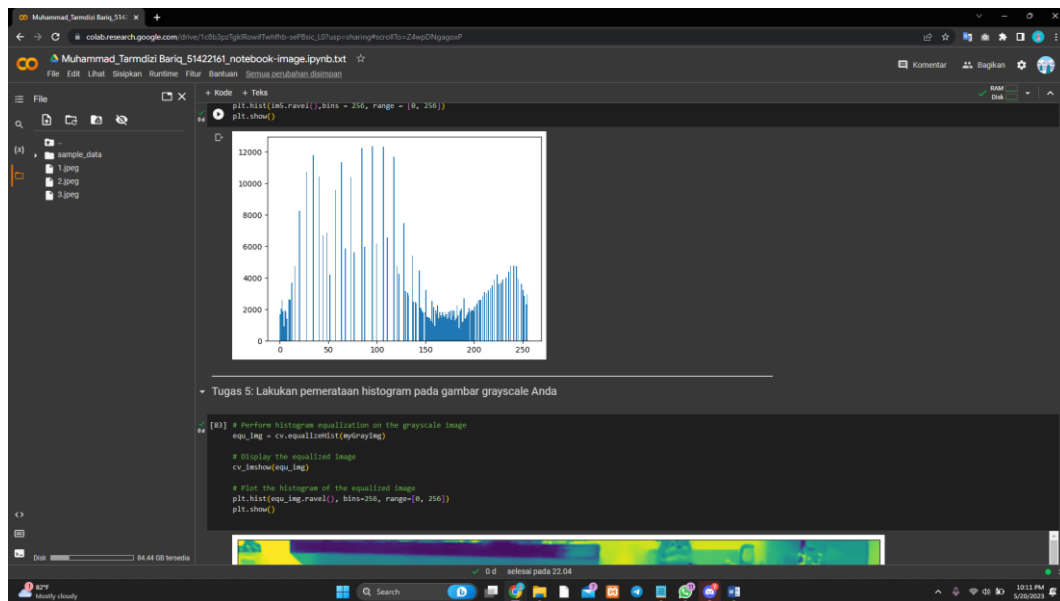 Muhammad_Tarmdizi Bariq_514
colab.research.google.com/drive/1c8b3pzTgklRowifTwhfhb-sePBsic_LD?usp=sharing#scrollTo=Z4wpDNgagoxP
Muhammad_Tarmdizi Bariq_51422161_notebook-image.ipynb.txt
File Edit Lihat Sisipkan Runtime Fitur Bantuan Semua perubahan disimpan
Komentar Bagikan
File
+ Kode + Teks
RAM
Disk
plt.hist(im5.ravel(),bins = 256, range = [0, 256])
plt.show()
0d
..
sample_data
1.jpeg
2.jpeg
3.jpeg
{x}
12000
10000
8000
6000
4000
2000
0
0 50 100 150 200 250
Tugas 5: Lakukan pemerataan histogram pada gambar grayscale Anda
[83] # Perform histogram equalization on the grayscale image
0d
equ_img = cv.equalizeHist(myGrayImg)
# Display the equalized image
cv_imshow(equ_img)
# Plot the histogram of the equalized image
plt.hist(equ_img.ravel(), bins=256, range=[0, 256])
plt.show()
Disk 84.44 GB tersedia
0 d selesai pada 22.04
82°F
Mostly cloudy
Search
10:11 PM
5/20/2023